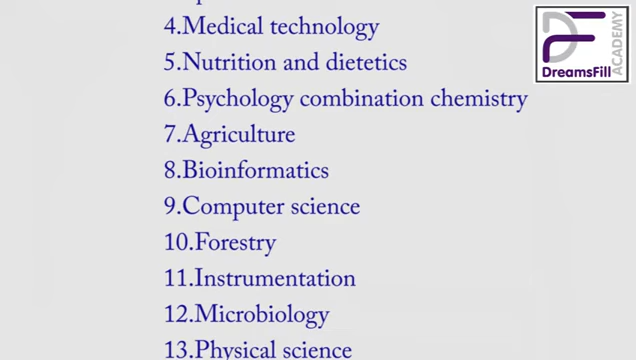 4.Medical technology
5.Nutrition and dietetics
6.Psychology combination chemistry
7.Agriculture
8.Bioinformatics
9.Computer science
10.Forestry
11.Instrumentation
12.Microbiology
13.Physical science
DF
DreamsFill
ACADEMY